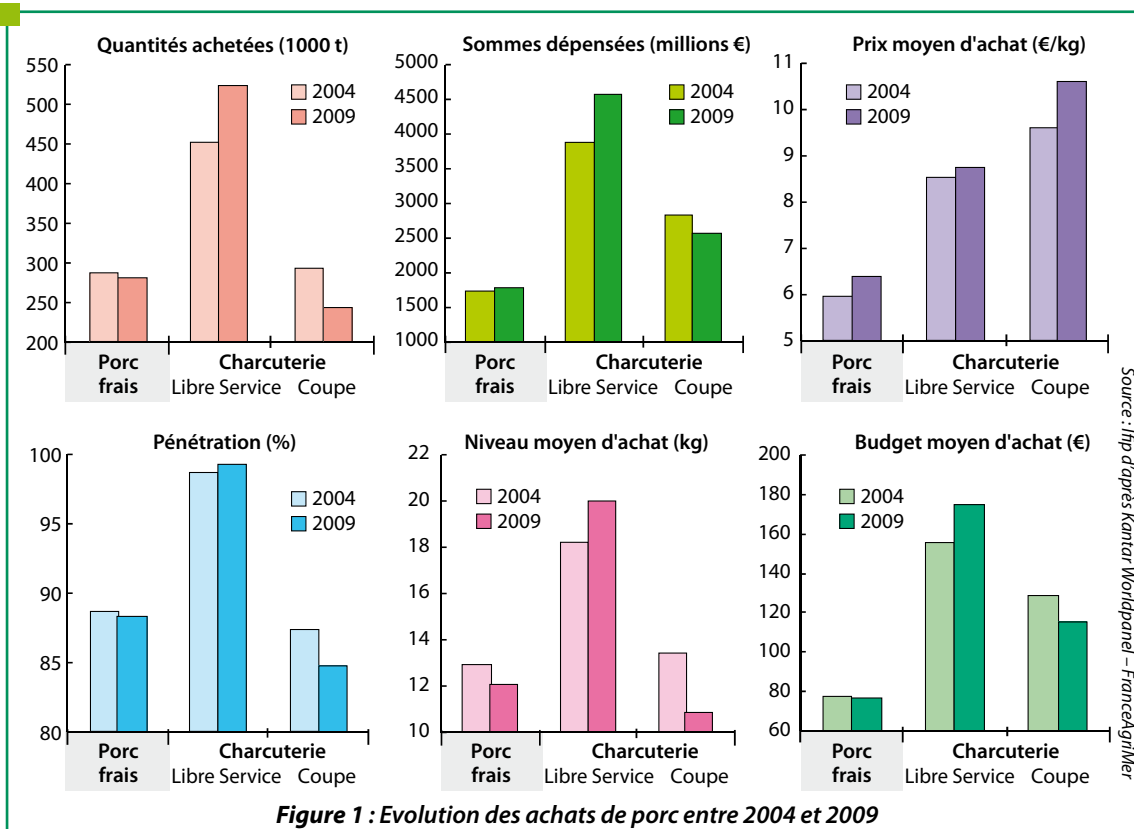 Quantités achetées (1000 t)
550
500
450
400
350
300
250
200
2004
2009
Porc frais
Charcuterie
Libre Service Coupe
Sommes dépensées (millions €)
5000
4500
4000
3500
3000
2500
2000
1500
1000
2004
2009
Porc frais
Charcuterie
Libre Service Coupe
Prix moyen d'achat (€/kg)
11
10
9
8
7
6
5
2004
2009
Porc frais
Charcuterie
Libre Service Coupe
Pénétration (%)
100
95
90
85
80
2004
2009
Porc frais
Charcuterie
Libre Service Coupe
Niveau moyen d'achat (kg)
22
20
18
16
14
12
10
2004
2009
Porc frais
Charcuterie
Libre Service Coupe
Budget moyen d'achat (€)
200
180
160
140
120
100
80
60
2004
2009
Porc frais
Charcuterie
Libre Service Coupe
Source : Ifip d'après Kantar Worldpanel – FranceAgriMer
Figure 1 : Evolution des achats de porc entre 2004 et 2009